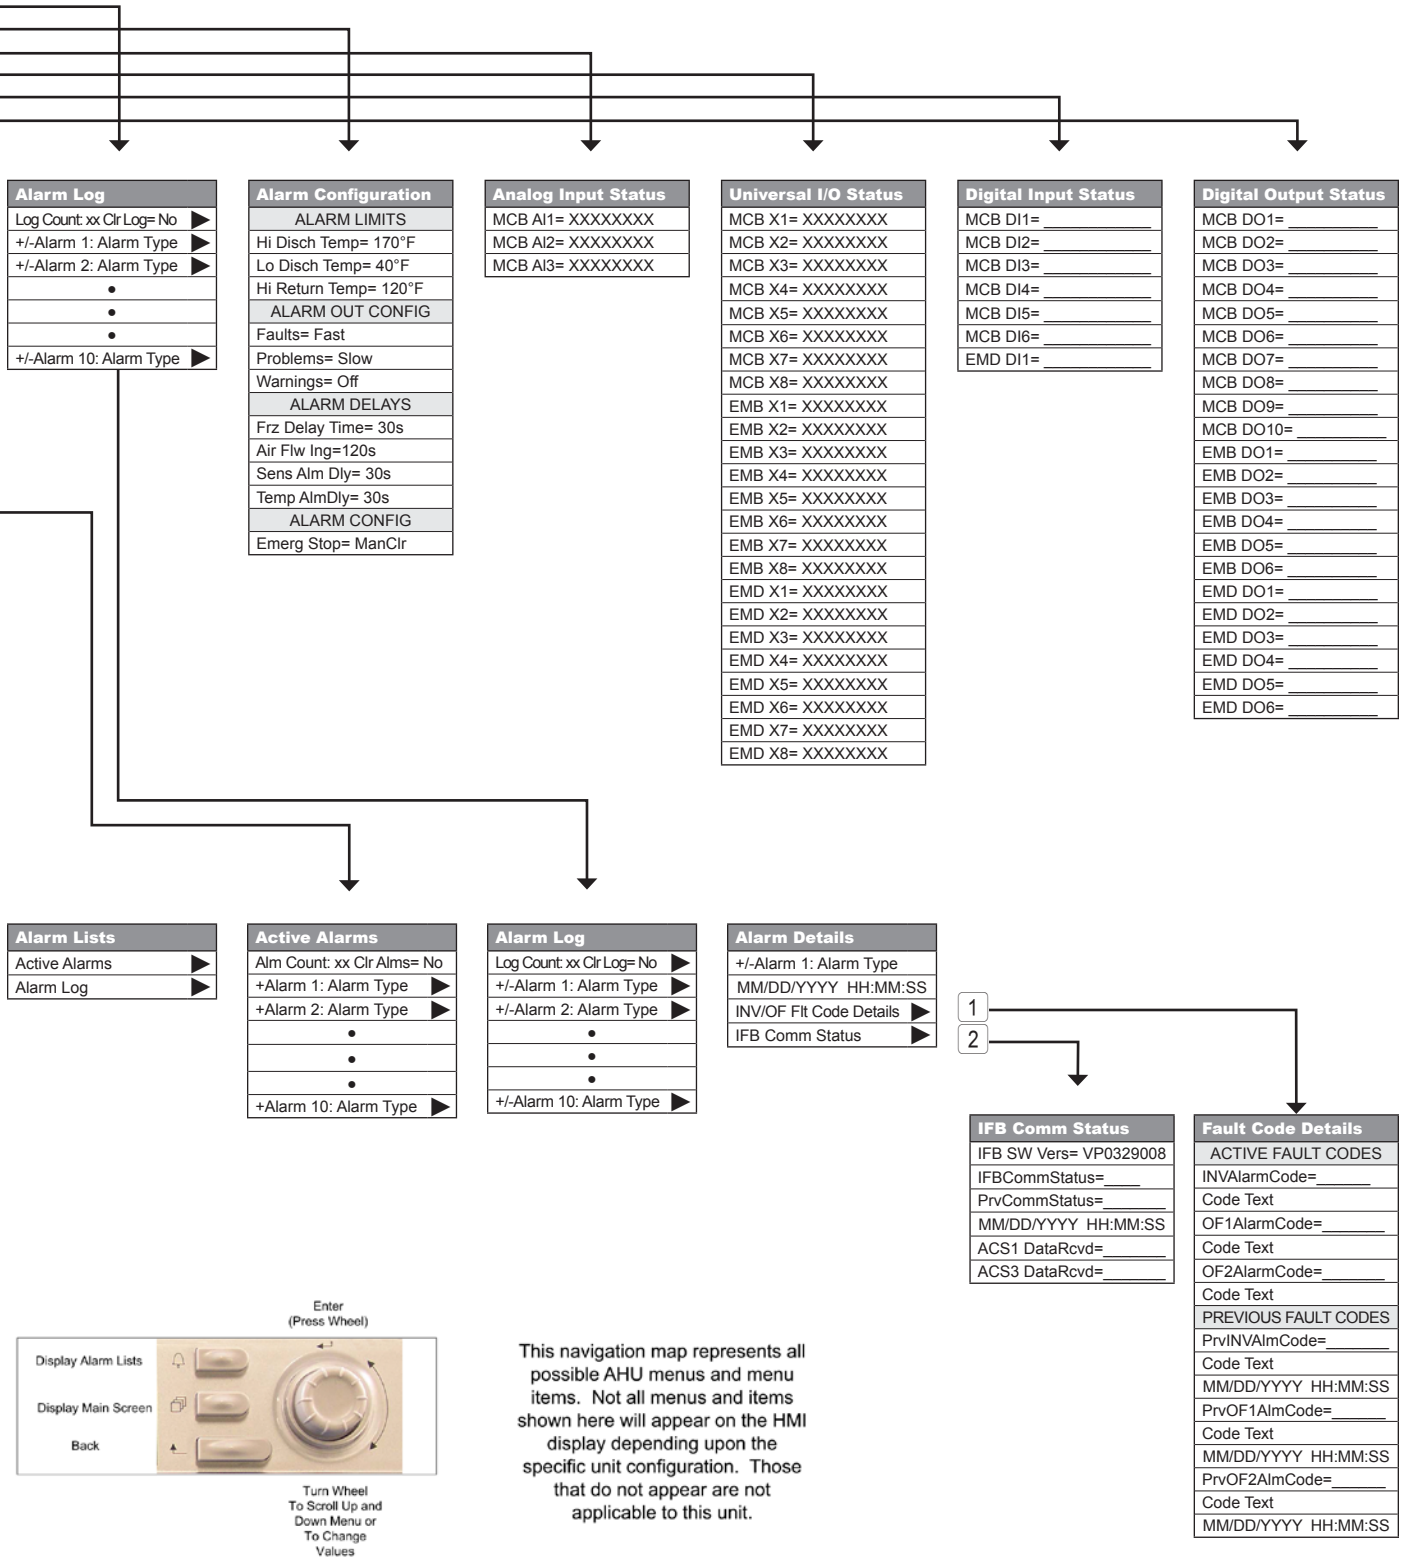 Alarm Log
Log Count: xx Clr Log= No
+/-Alarm 1: Alarm Type
+/-Alarm 2: Alarm Type
•
•
•
+/-Alarm 10: Alarm Type
Alarm Configuration
ALARM LIMITS
Hi Disch Temp= 170°F
Lo Disch Temp= 40°F
Hi Return Temp= 120°F
ALARM OUT CONFIG
Faults= Fast
Problems= Slow
Warnings= Off
ALARM DELAYS
Frz Delay Time= 30s
Air Flw Ing=120s
Sens Alm Dly= 30s
Temp AlmDly= 30s
ALARM CONFIG
Emerg Stop= ManClr
Analog Input Status
MCB AI1= XXXXXXXX
MCB AI2= XXXXXXXX
MCB AI3= XXXXXXXX
Universal I/O Status
MCB X1= XXXXXXXX
MCB X2= XXXXXXXX
MCB X3= XXXXXXXX
MCB X4= XXXXXXXX
MCB X5= XXXXXXXX
MCB X6= XXXXXXXX
MCB X7= XXXXXXXX
MCB X8= XXXXXXXX
EMB X1= XXXXXXXX
EMB X2= XXXXXXXX
EMB X3= XXXXXXXX
EMB X4= XXXXXXXX
EMB X5= XXXXXXXX
EMB X6= XXXXXXXX
EMB X7= XXXXXXXX
EMB X8= XXXXXXXX
EMD X1= XXXXXXXX
EMD X2= XXXXXXXX
EMD X3= XXXXXXXX
EMD X4= XXXXXXXX
EMD X5= XXXXXXXX
EMD X6= XXXXXXXX
EMD X7= XXXXXXXX
EMD X8= XXXXXXXX
Digital Input Status
MCB DI1= ___________
MCB DI2= ___________
MCB DI3= ___________
MCB DI4= ___________
MCB DI5= ___________
MCB DI6= ___________
EMD DI1= ___________
Digital Output Status
MCB DO1= _________
MCB DO2= _________
MCB DO3= _________
MCB DO4= _________
MCB DO5= _________
MCB DO6= _________
MCB DO7= _________
MCB DO8= _________
MCB DO9= _________
MCB DO10= _________
EMB DO1= _________
EMB DO2= _________
EMB DO3= _________
EMB DO4= _________
EMB DO5= _________
EMB DO6= _________
EMD DO1= _________
EMD DO2= _________
EMD DO3= _________
EMD DO4= _________
EMD DO5= _________
EMD DO6= _________
Alarm Lists
Active Alarms
Alarm Log
Active Alarms
Alm Count: xx Clr Alms= No
+Alarm 1: Alarm Type
+Alarm 2: Alarm Type
•
•
•
+Alarm 10: Alarm Type
Alarm Log
Log Count: xx Clr Log= No
+/-Alarm 1: Alarm Type
+/-Alarm 2: Alarm Type
•
•
•
+/-Alarm 10: Alarm Type
Alarm Details
+/-Alarm 1: Alarm Type
MM/DD/YYYY HH:MM:SS
INV/OF Flt Code Details
IFB Comm Status
1
2
IFB Comm Status
IFB SW Vers= VP0329008
IFBCommStatus=____
PrvCommStatus=_______
MM/DD/YYYY HH:MM:SS
ACS1 DataRcvd=_______
ACS3 DataRcvd=_______
Fault Code Details
ACTIVE FAULT CODES
INVAlarmCode=______
Code Text
OF1AlarmCode=_______
Code Text
OF2AlarmCode=_______
Code Text
PREVIOUS FAULT CODES
PrvINVAlmCode=_______
Code Text
MM/DD/YYYY HH:MM:SS
PrvOF1AlmCode=______
Code Text
MM/DD/YYYY HH:MM:SS
PrvOF2AlmCode=______
Code Text
MM/DD/YYYY HH:MM:SS
Enter
(Press Wheel)
Display Alarm Lists
Display Main Screen
Back
Turn Wheel
To Scroll Up and
Down Menu or
To Change
Values
This navigation map represents all
possible AHU menus and menu
items. Not all menus and items
shown here will appear on the HMI
display depending upon the
specific unit configuration. Those
that do not appear are not
applicable to this unit.